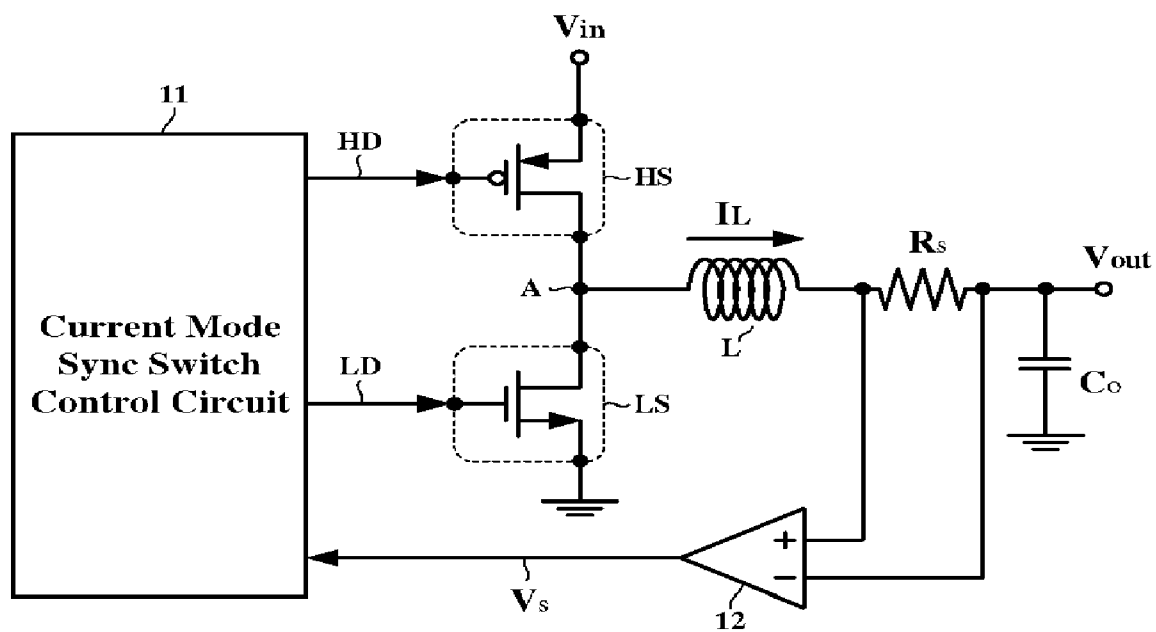 Vin
11
HD
HS
IL
Rs
Vout
A
L
Current Mode
Sync Switch
Control Circuit
LD
LS
Co
+
−
Vs
12